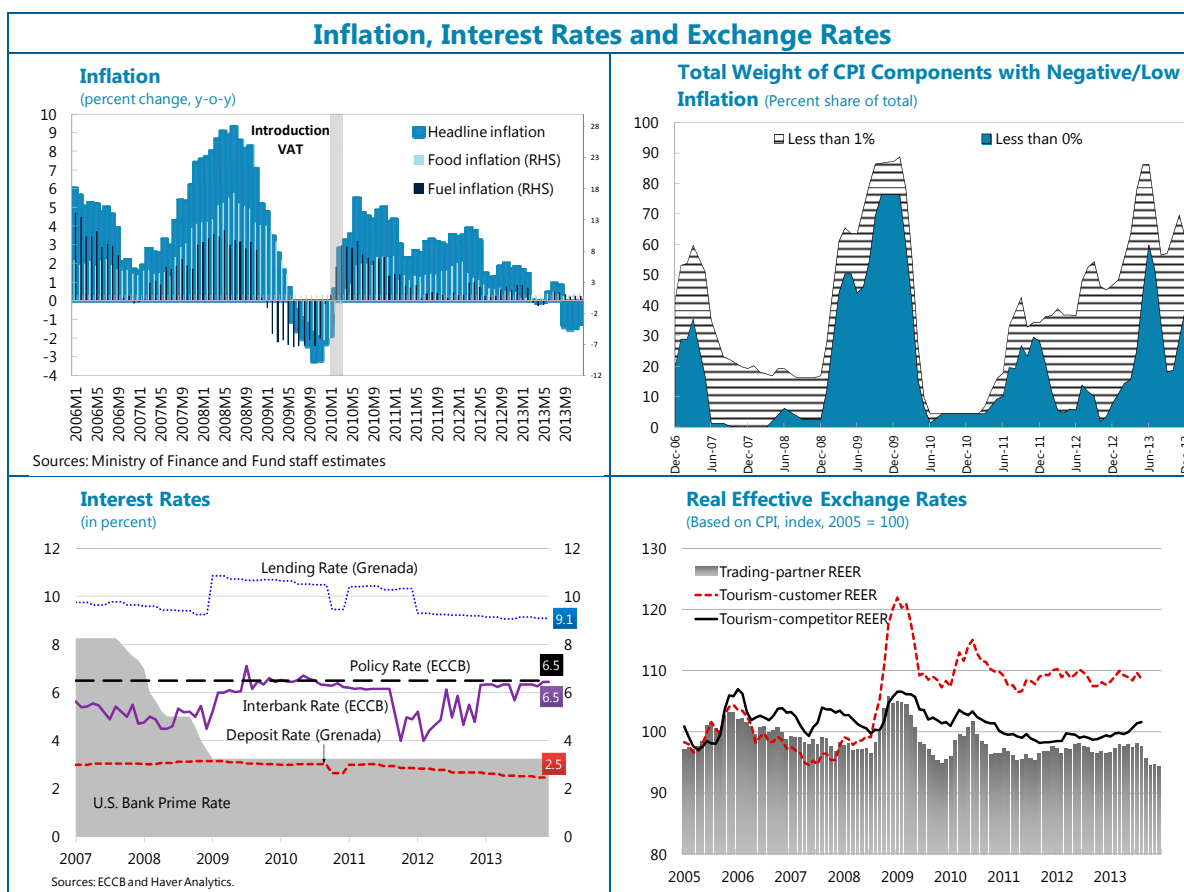 Inflation, Interest Rates and Exchange Rates
Inflation
(percent change, y-o-y)
10
9
8
7
6
5
4
3
2
1
0
-1
-2
-3
-4
28
23
18
13
8
3
-2
-7
-12
Introduction
VAT
Headline inflation
Food inflation (RHS)
Fuel inflation (RHS)
2006M1
2006M5
2006M9
2007M1
2007M5
2007M9
2008M1
2008M5
2008M9
2009M1
2009M5
2009M9
2010M1
2010M5
2010M9
2011M1
2011M5
2011M9
2012M1
2012M5
2012M9
2013M1
2013M5
2013M9
Sources: Ministry of Finance and Fund staff estimates
Total Weight of CPI Components with Negative/Low
Inflation (Percent share of total)
100
90
80
70
60
50
40
30
20
10
0
Less than 1%
Less than 0%
Dec-06
Jun-07
Dec-07
Jun-08
Dec-08
Jun-09
Dec-09
Jun-10
Dec-10
Jun-11
Dec-11
Jun-12
Dec-12
Jun-13
Interest Rates
(in percent)
12
10
8
6
4
2
0
12
10
8
6
4
2
0
Lending Rate (Grenada)
9.1
Policy Rate (ECCB)
6.5
6.5
Interbank Rate (ECCB)
Deposit Rate (Grenada)
2.5
U.S. Bank Prime Rate
2007
2008
2009
2010
2011
2012
2013
Sources: ECCB and Haver Analytics.
Real Effective Exchange Rates
(Based on CPI, index, 2005 = 100)
130
120
110
100
90
80
Trading-partner REER
Tourism-customer REER
Tourism-competitor REER
2005
2006
2007
2008
2009
2010
2011
2012
2013